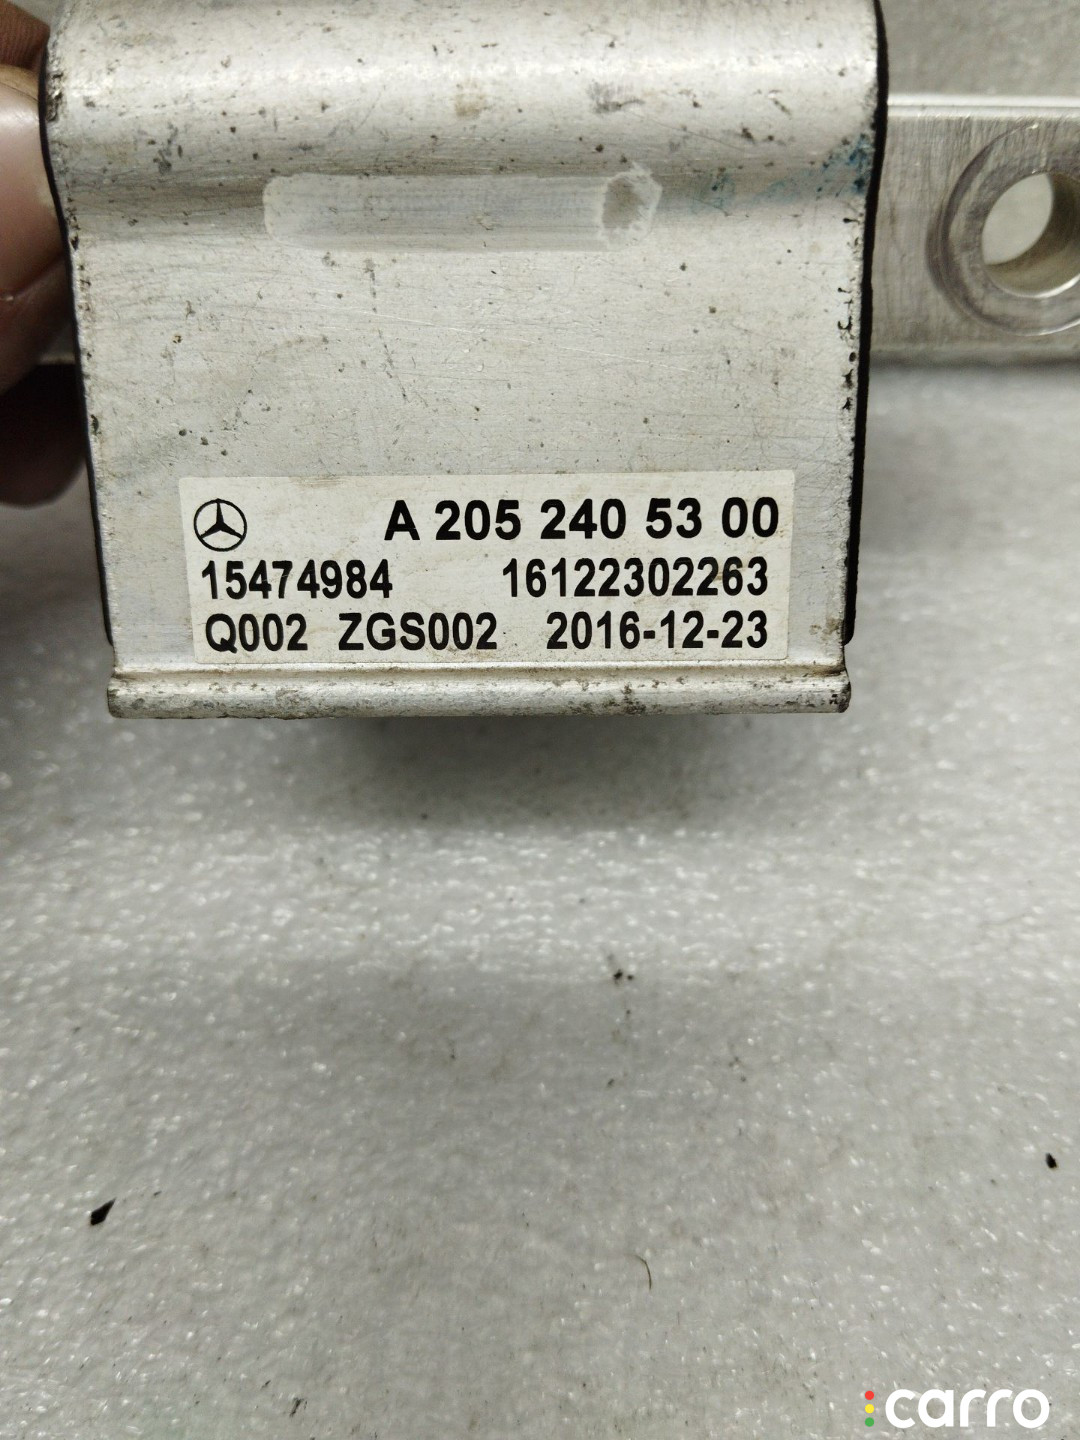 A 205 240 53 00
15474984 16122302263
Q002 ZGS002 2016-12-23
carro